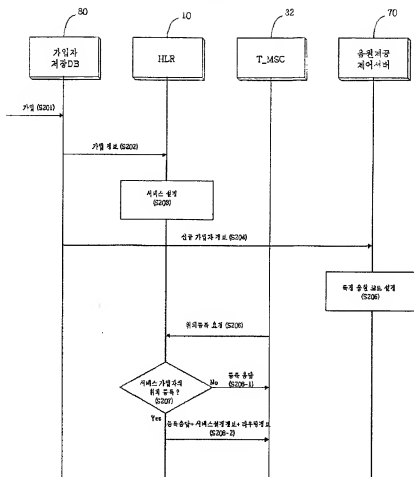 80
10
32
70
가입자
저장DB
HLR
T_MSC
음원제공
제어서버
가입 (S201)
가입 정보 (S202)
서비스 설정
(S203)
신규 가입자 정보 (S204)
특정 음원 코드 설정
(S205)
위치등록 요청 (S206)
서비스 가입자의
위치 등록?
(S207)
No
등록 응답
(S208-1)
Yes
등록응답+서비스설정정보+라우팅정보
(S208-2)